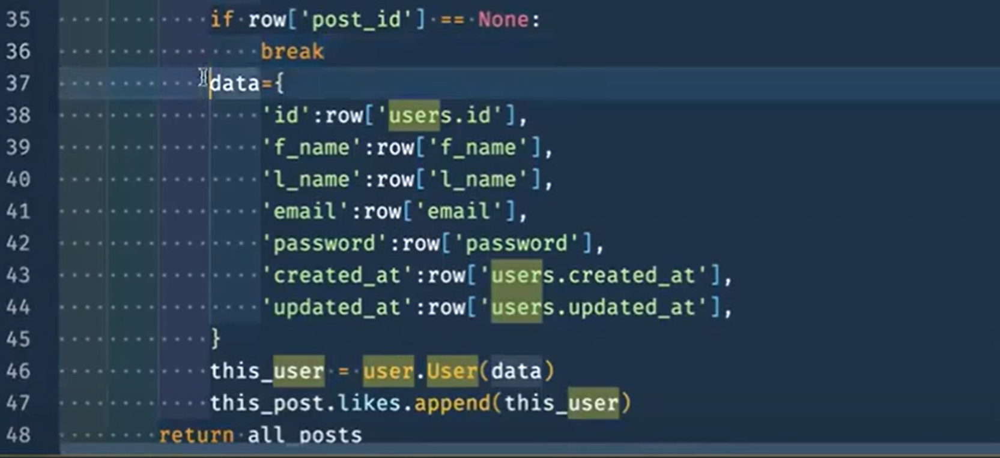 35 if row['post_id'] == None:
36 break
37 data={
38 'id':row['users.id'],
39 'f_name':row['f_name'],
40 'l_name':row['l_name'],
41 'email':row['email'],
42 'password':row['password'],
43 'created_at':row['users.created_at'],
44 'updated_at':row['users.updated_at'],
45 }
46 this_user = user.User(data)
47 this_post.likes.append(this_user)
48 return all_posts